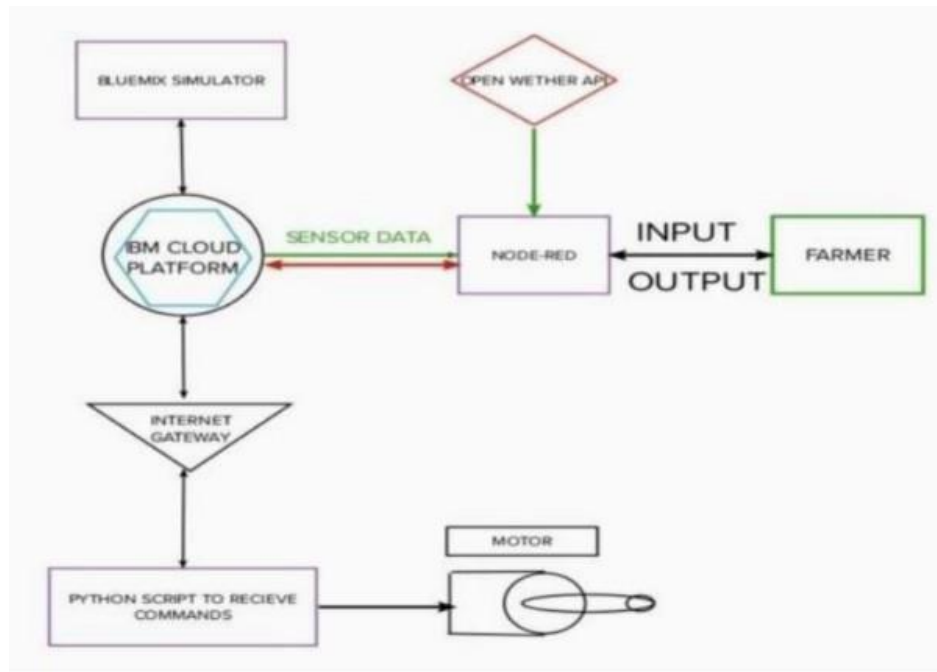 BLUEMIX SIMULATOR
OPEN WETHER API
IBM CLOUD
PLATFORM
SENSOR DATA
NODE-RED
INPUT
OUTPUT
FARMER
INTERNET
GATEWAY
MOTOR
PYTHON SCRIPT TO RECIEVE
COMMANDS